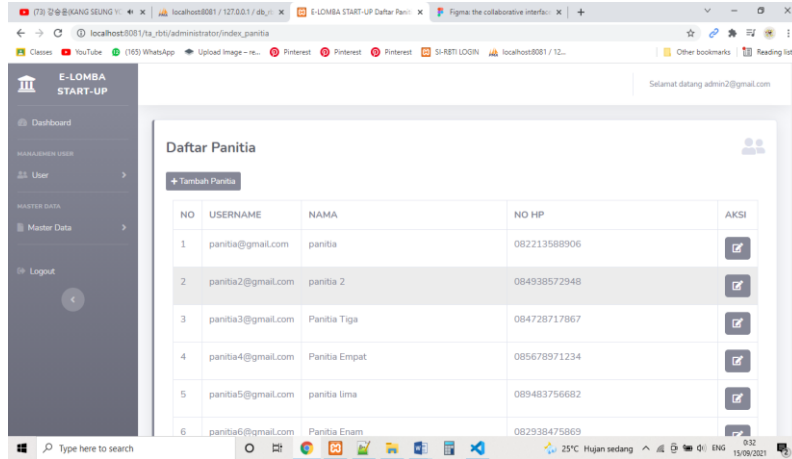 (73) 강승윤(KANG SEUNG YO
localhost:8081 / 127.0.0.1 / db_ri
E-LOMBA START-UP Daftar Panit
Figma: the collaborative interfac
localhost:8081/ta_rbti/administrator/index_panitia
Classes YouTube (165) WhatsApp Upload Image – re... Pinterest Pinterest Pinterest SI-RBTI LOGIN localhost:8081 / 12... Other bookmarks Reading list
E-LOMBA
START-UP
Selamat datang admin2@gmail.com
Dashboard
MANAJEMEN USER
User
MASTER DATA
Master Data
Logout
Daftar Panitia
+ Tambah Panitia
NO USERNAME NAMA NO HP AKSI
1 panitia@gmail.com panitia 082213588906
2 panitia2@gmail.com panitia 2 084938572948
3 panitia3@gmail.com Panitia Tiga 084728717867
4 panitia4@gmail.com Panitia Empat 085678971234
5 panitia5@gmail.com panitia lima 089483756682
6 panitia6@gmail.com Panitia Enam 082938475869
Type here to search
25°C Hujan sedang
ENG
0:32
15/09/2021